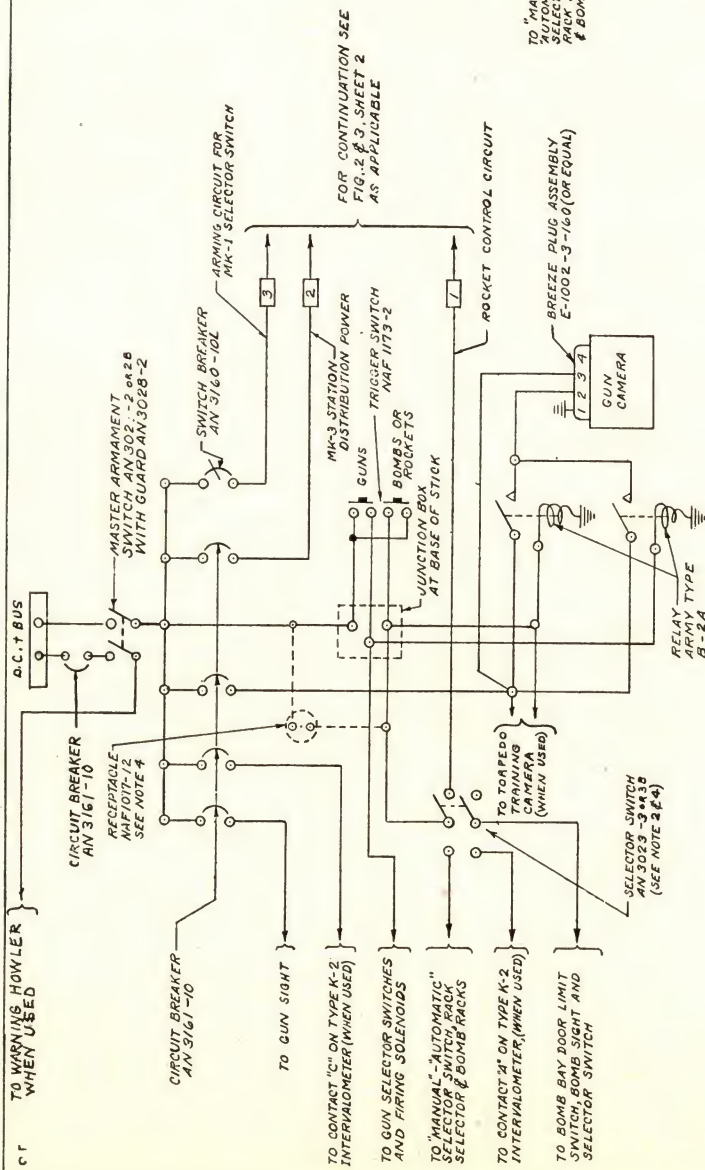 TO WARNING HOWLER
WHEN USED
D.C.+ BUS
CIRCUIT BREAKER
AN 3161-10
MASTER ARMAMENT
SWITCH, AN 302 -2 OR 2B
WITH GUARD AN3028-2
RECEPTACLE
NAF1017-12
SEE NOTE 4
SWITCH BREAKER
AN 3160-10L
ARMING CIRCUIT FOR
MK-1 SELECTOR SWITCH
CIRCUIT BREAKER
AN 3161-10
3
2
1
FOR CONTINUATION SEE
FIG. 2 & 3, SHEET 2
AS APPLICABLE
MK-3 STATION
DISTRIBUTION POWER
TO GUN SIGHT
GUNS
TRIGGER SWITCH
NAF 1173-2
BOMBS OR
ROCKETS
JUNCTION BOX
AT BASE OF STICK
TO CONTACT "C" ON TYPE K-2
INTERVALOMETER (WHEN USED)
TO GUN SELECTOR SWITCHES
AND FIRING SOLENOIDS
ROCKET CONTROL CIRCUIT
TO "MANUAL"-"AUTOMATIC"
SELECTOR SWITCH, RACK
SELECTOR & BOMB RACKS
TO CONTACT "A" ON TYPE K-2
INTERVALOMETER, (WHEN USED)
TO BOMB BAY DOOR LIMIT
SWITCH, BOMB SIGHT AND
SELECTOR SWITCH
TO TORPEDO
TRAINING
CAMERA
(WHEN USED)
SELECTOR SWITCH
AN 3023-3 OR 3B
(SEE NOTE 2 & 4)
BREEZE PLUG ASSEMBLY
E-1002-3-160 (OR EQUAL)
1 2 3 4
GUN
CAMERA
RELAY
ARMY TYPE
B-2A
TO "MA
"AUTOM
SELEC
RACK
& BOM